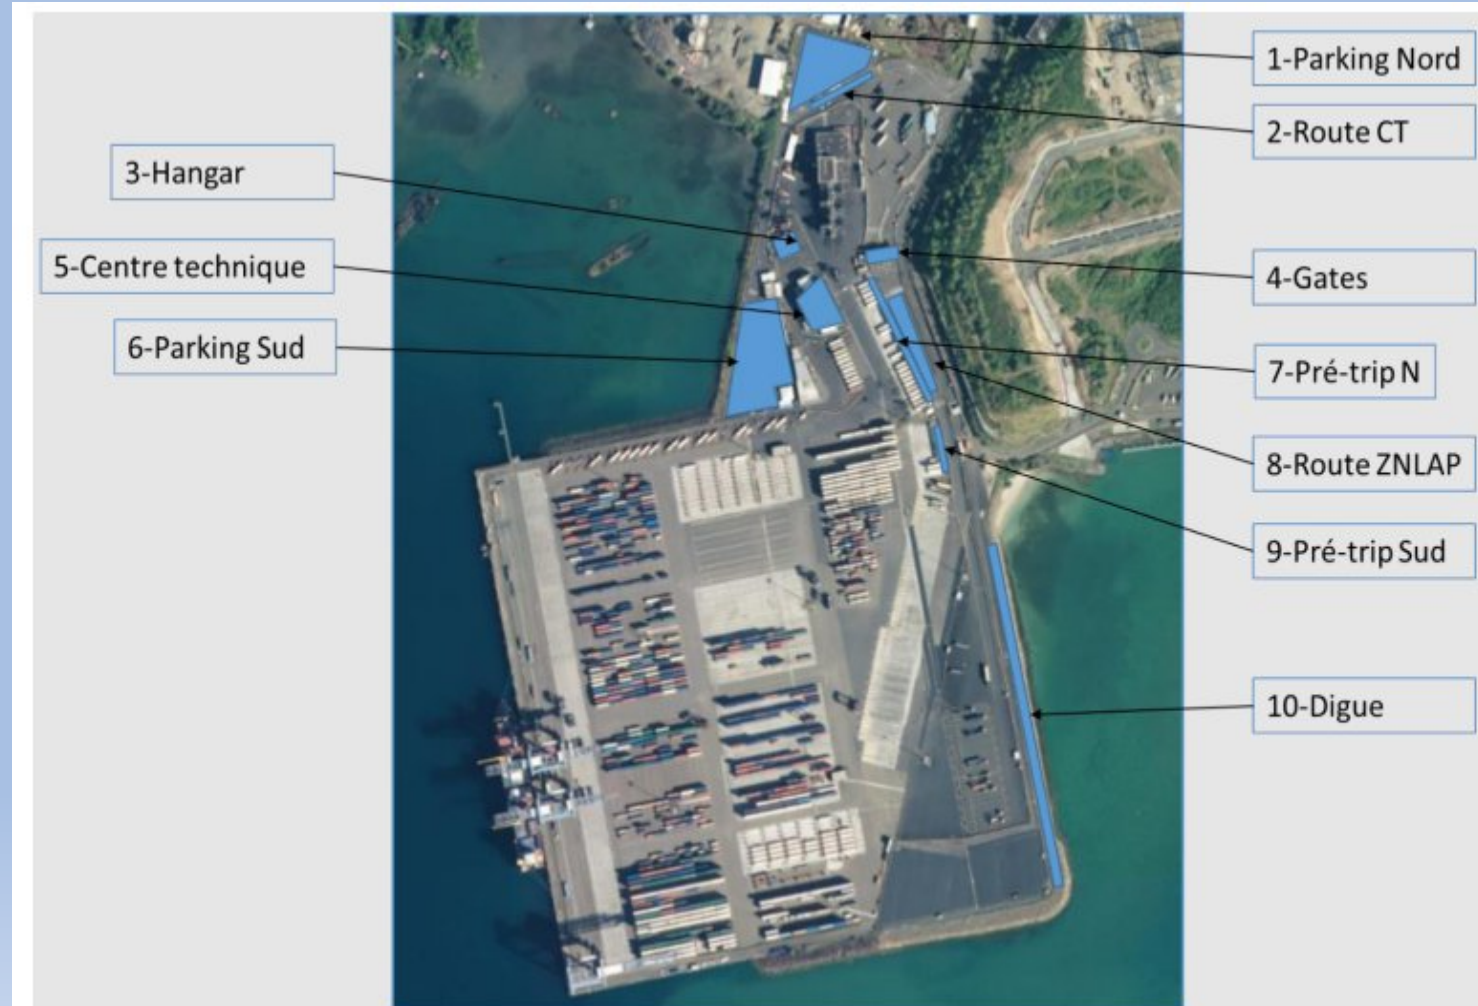 1-Parking Nord
2-Route CT
3-Hangar
5-Centre technique
4-Gates
6-Parking Sud
7-Pré-trip N
8-Route ZNLAP
9-Pré-trip Sud
10-Digue